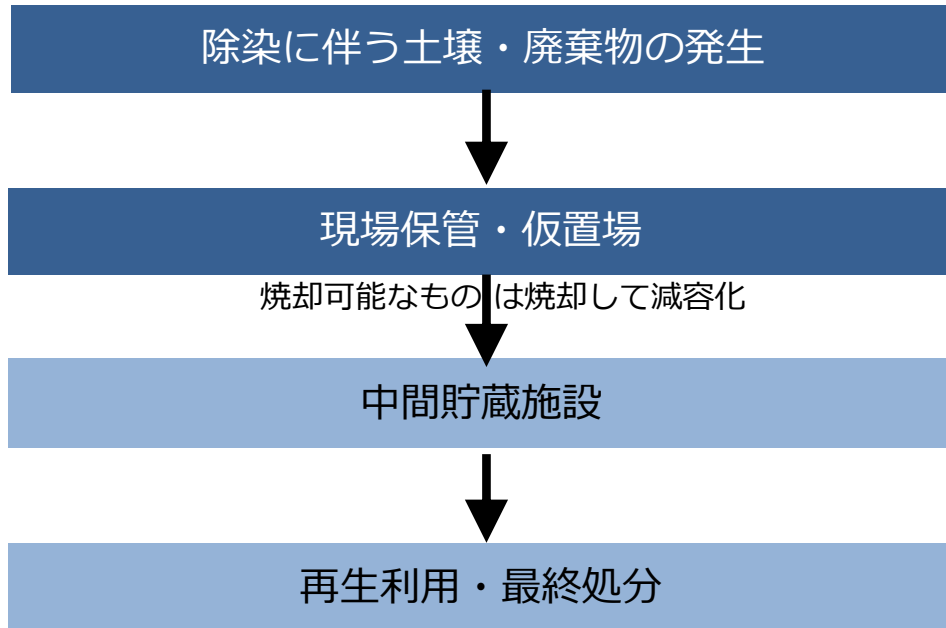 除染に伴う土壌・廃棄物の発生
現場保管・仮置場
焼却可能なものは焼却して減容化
中間貯蔵施設
再生利用・最終処分